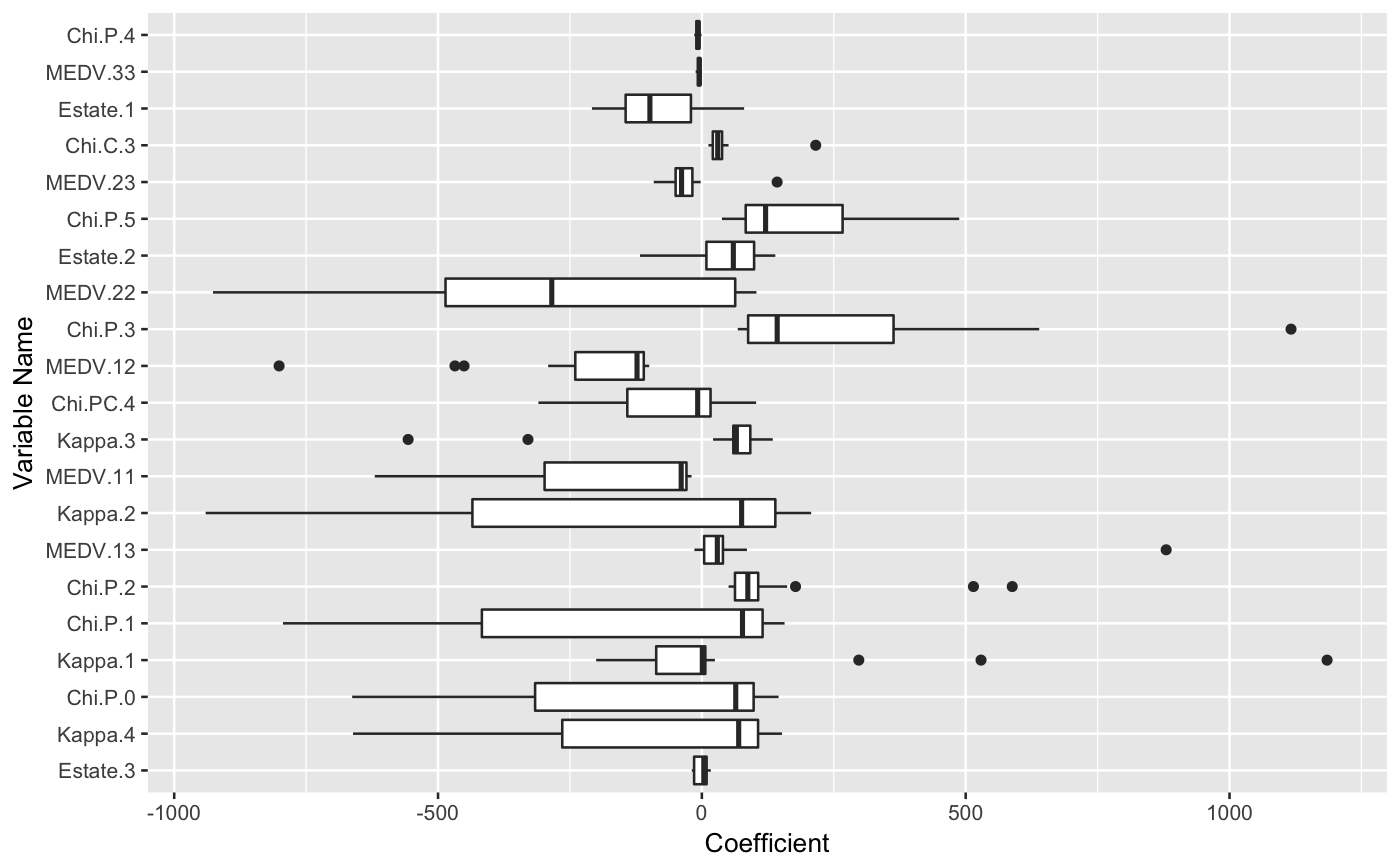 Variable Name
Chi.P.4
MEDV.33
Estate.1
Chi.C.3
MEDV.23
Chi.P.5
Estate.2
MEDV.22
Chi.P.3
MEDV.12
Chi.PC.4
Kappa.3
MEDV.11
Kappa.2
MEDV.13
Chi.P.2
Chi.P.1
Kappa.1
Chi.P.0
Kappa.4
Estate.3
-1000 -500 0 500 1000
Coefficient